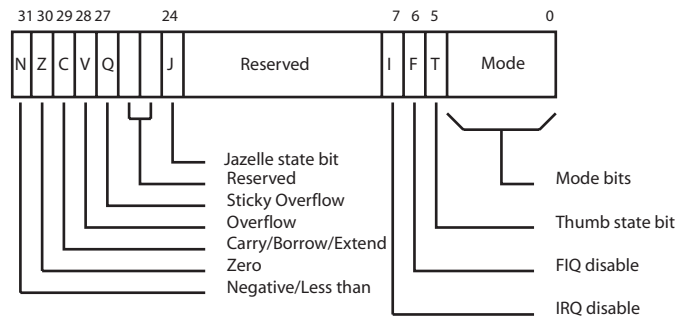 31 30 29 28 27 24 7 6 5 0
N Z C V Q J Reserved I F T Mode
Jazelle state bit
Reserved Mode bits
Sticky Overflow
Overflow Thumb state bit
Carry/Borrow/Extend
Zero FIQ disable
Negative/Less than
IRQ disable